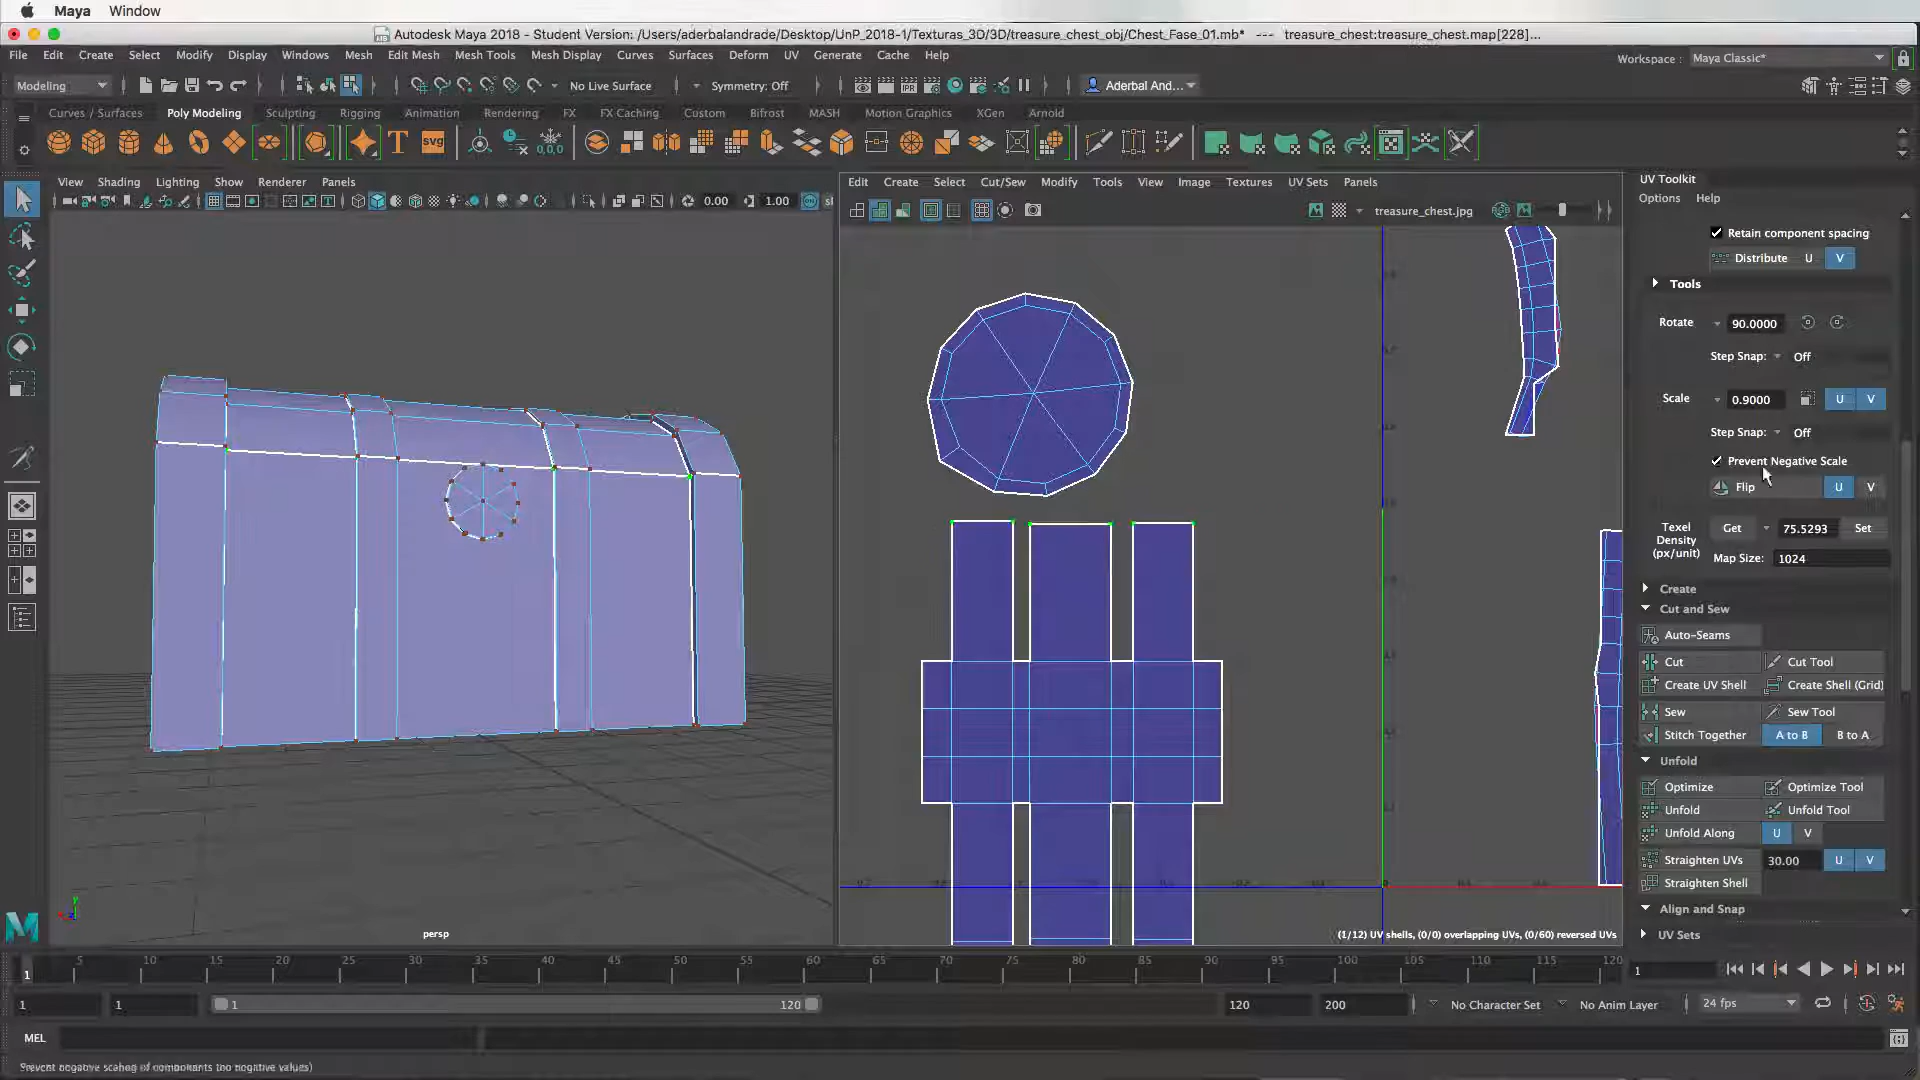 Maya Window
Autodesk Maya 2018 - Student Version: /Users/aderbalandrade/Desktop/UnP_2018-1/Texturas_3D/3D/treasure_chest_obj/Chest_Fase_01.mb* --- treasure_chest:treasure_chest.map[228]...
File Edit Create Select Modify Display Windows Mesh Edit Mesh Mesh Tools Mesh Display Curves Surfaces Deform UV Generate Cache Help
Workspace : Maya Classic*
Modeling No Live Surface Symmetry: Off Aderbal And...
Curves / Surfaces Poly Modeling Sculpting Rigging Animation Rendering FX FX Caching Custom Bifrost MASH Motion Graphics XGen Arnold
T SVG 0,0,0
View Shading Lighting Show Renderer Panels
0.00 1.00
Edit Create Select Cut/Sew Modify Tools View Image Textures UV Sets Panels
treasure_chest.jpg
UV Toolkit
Options Help
Retain component spacing
Distribute U V
Tools
Rotate 90.0000
Step Snap: Off
Scale 0.9000 U V
Step Snap: Off
Prevent Negative Scale
Flip U V
Texel Density (px/unit) Get 75.5293 Set
Map Size: 1024
Create
Cut and Sew
Auto-Seams
Cut Cut Tool
Create UV Shell Create Shell (Grid)
Sew Sew Tool
Stitch Together A to B B to A
Unfold
Optimize Optimize Tool
Unfold Unfold Tool
Unfold Along U V
Straighten UVs 30.00 U V
Straighten Shell
Align and Snap
UV Sets
persp
(1/12) UV shells, (0/0) overlapping UVs, (0/60) reversed UVs
1 5 10 15 20 25 30 35 40 45 50 55 60 65 70 75 80 85 90 95 100 105 110 115 120
1
1 1 1 120 120 200 No Character Set No Anim Layer 24 fps
MEL
Prevent negative scaling of components (no negative values)